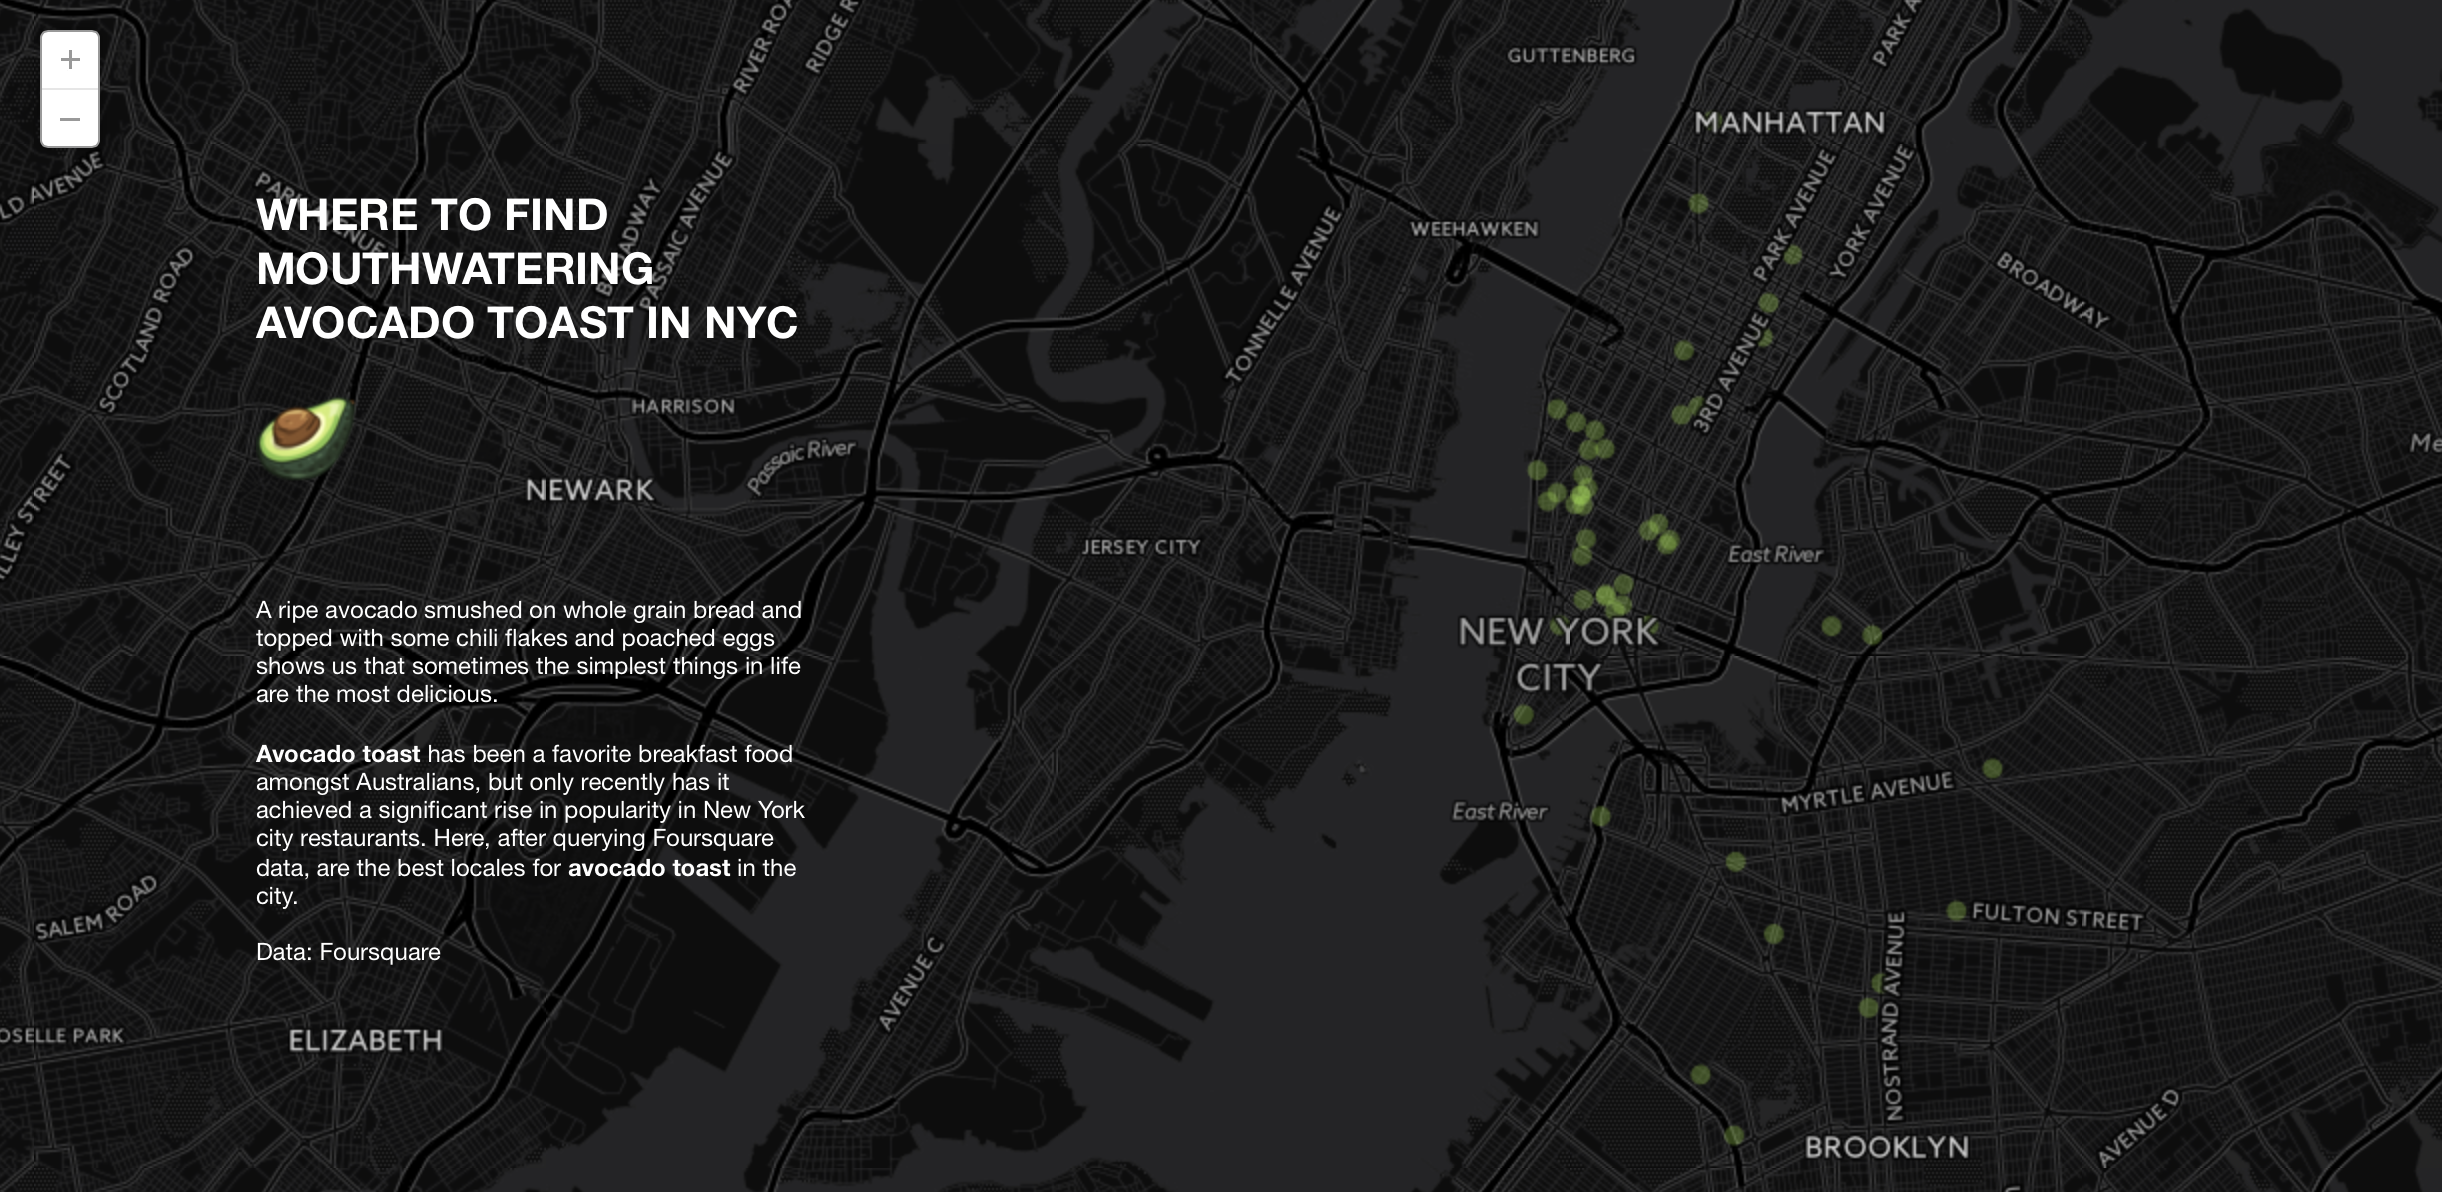 +
−
WHERE TO FIND
MOUTHWATERING
AVOCADO TOAST IN NYC
A ripe avocado smushed on whole grain bread and
topped with some chili flakes and poached eggs
shows us that sometimes the simplest things in life
are the most delicious.
Avocado toast has been a favorite breakfast food
amongst Australians, but only recently has it
achieved a significant rise in popularity in New York
city restaurants. Here, after querying Foursquare
data, are the best locales for avocado toast in the
city.
Data: Foursquare
RIVER ROA
RIDGE R
PARK A
GUTTENBERG
MANHATTAN
LD AVENUE
PARK AVENUE
BROADWAY
PASSAIC AVENUE
PARK AVENUE
YORK AVENUE
WEEHAWKEN
SCOTLAND ROAD
TONNELLE AVENUE
BROADWAY
3RD AVENUE
HARRISON
Passaic River
Me
NEWARK
LLEY STREET
JERSEY CITY
East River
NEW YORK
CITY
MYRTLE AVENUE
East River
SALEM ROAD
FULTON STREET
AVENUE C
NOSTRAND AVENUE
OSELLE PARK
ELIZABETH
BROOKLYN
AVENUE D